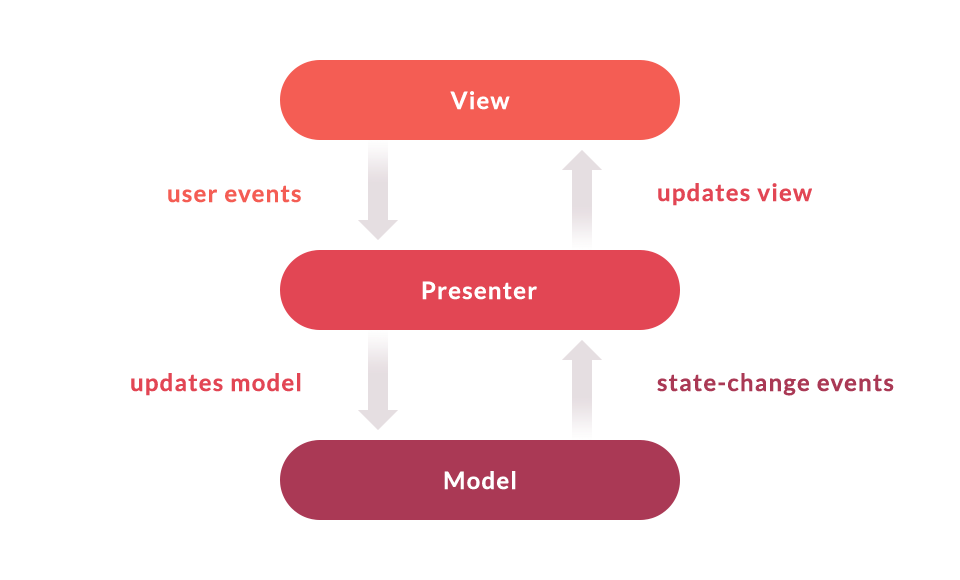 View
user events
updates view
Presenter
updates model
state-change events
Model